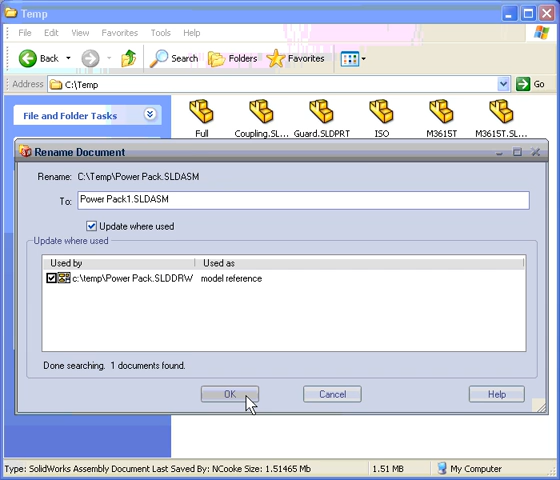 Temp
File Edit View Favorites Tools Help
Back Search Folders Favorites
Address C:\Temp Go
File and Folder Tasks
Full Coupling.SL... Guard.SLDPRT ISO M3615T M3615T.SL...
Rename Document
Rename: C:\Temp\Power Pack.SLDASM
To: Power Pack1.SLDASM
Update where used
Update where used
Used by Used as
c:\temp\Power Pack.SLDDRW model reference
Done searching. 1 documents found.
OK Cancel Help
Type: SolidWorks Assembly Document Last Saved By: NCooke Size: 1.51465 Mb 1.51 MB My Computer